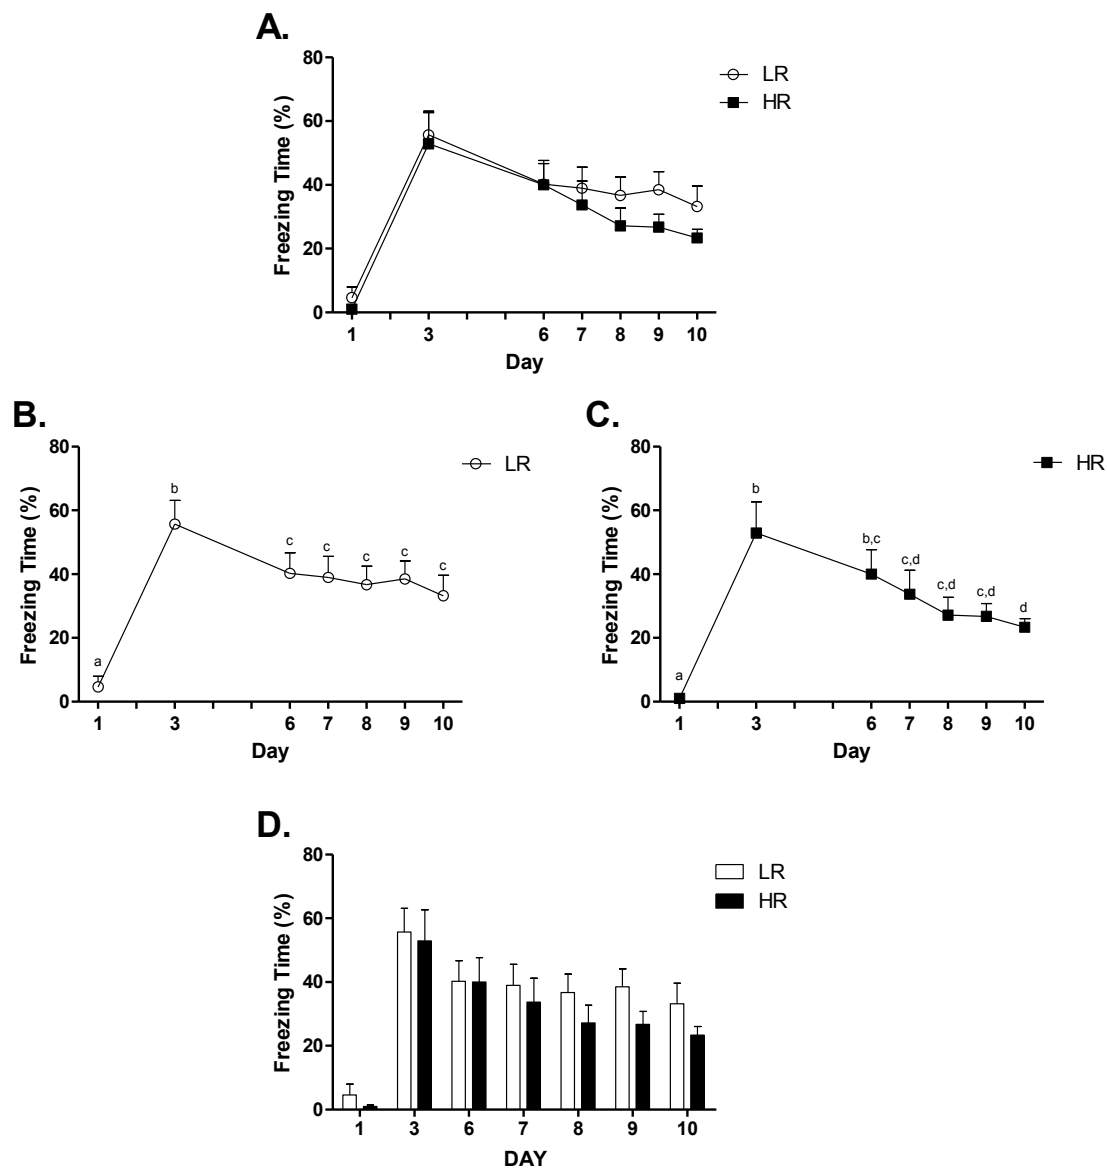 A.
80
60
40
20
0
Freezing Time (%)
1 3 6 7 8 9 10
Day
LR
HR
B.
80
60
40
20
0
Freezing Time (%)
a b c c c c c
1 3 6 7 8 9 10
Day
LR
C.
80
60
40
20
0
Freezing Time (%)
a b b,c c,d c,d c,d d
1 3 6 7 8 9 10
Day
HR
D.
80
60
40
20
0
Freezing Time (%)
1 3 6 7 8 9 10
DAY
LR
HR